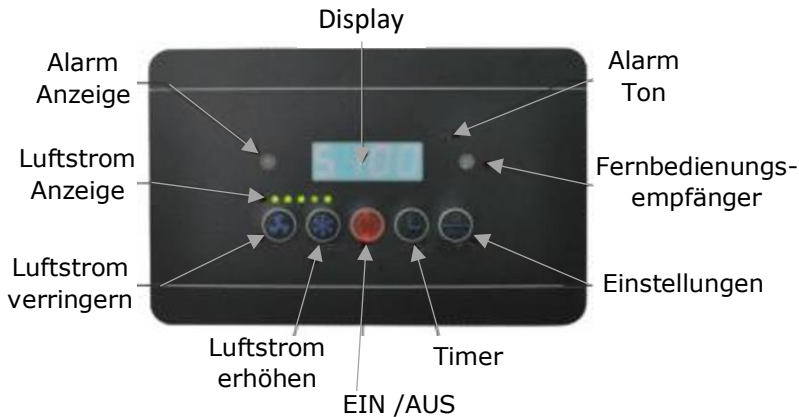 Display
Alarm
Anzeige
Alarm
Ton
Luftstrom
Anzeige
Fernbedienungs-
empfänger
Luftstrom
verringern
Einstellungen
Luftstrom
erhöhen
Timer
EIN /AUS